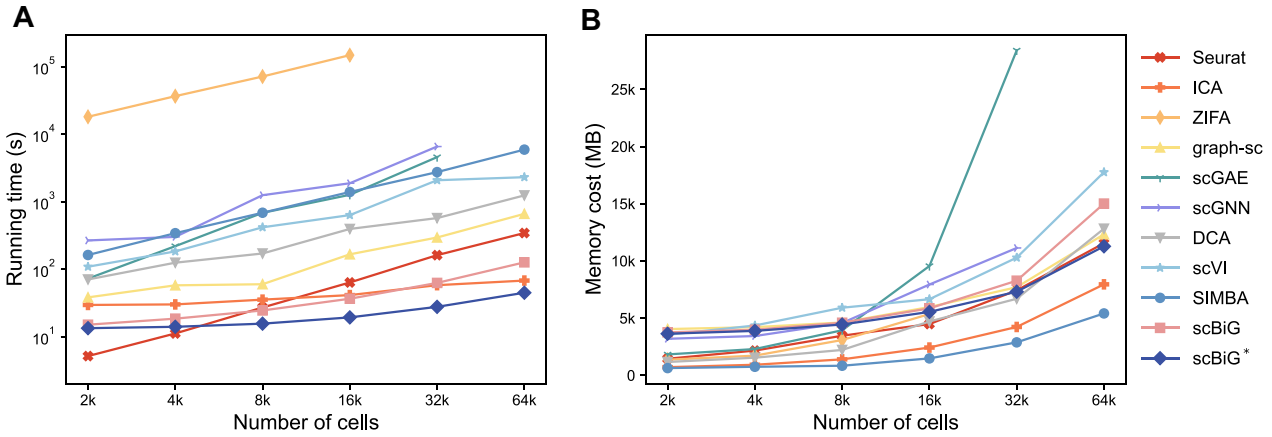 A
Running time (s)
10^5
10^4
10^3
10^2
10^1
2k 4k 8k 16k 32k 64k
Number of cells
B
Memory cost (MB)
25k
20k
15k
10k
5k
0
2k 4k 8k 16k 32k 64k
Number of cells
Seurat
ICA
ZIFA
graph-sc
scGAE
scGNN
DCA
scVI
SIMBA
scBiG
scBiG*